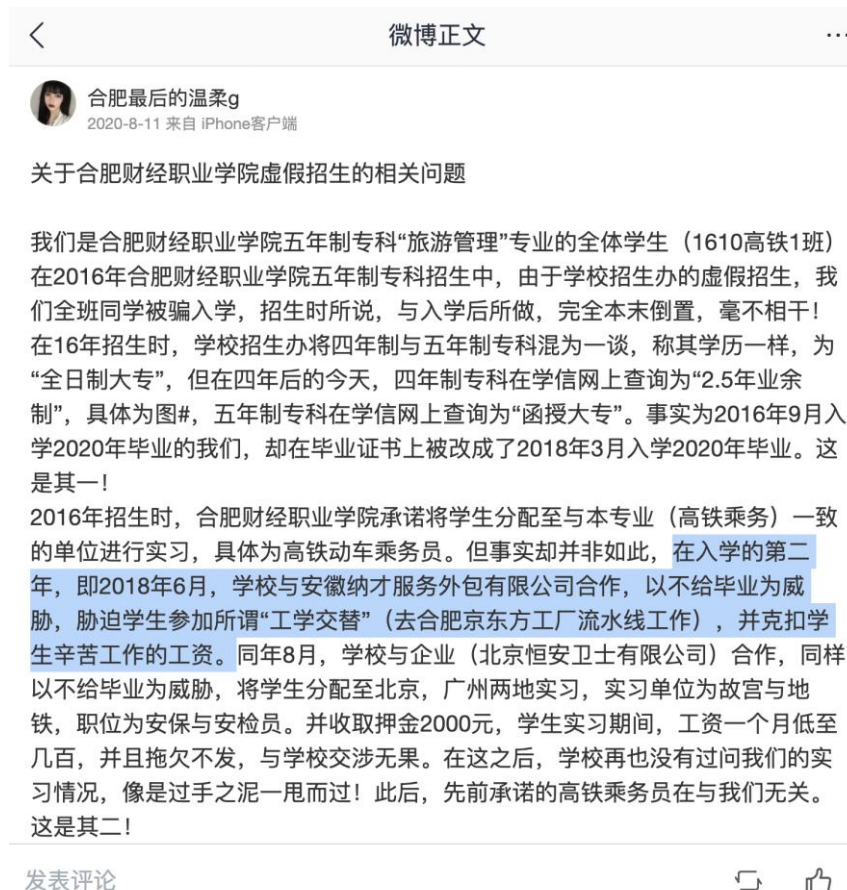 微博正文
合肥最后的温柔g
2020-8-11 来自 iPhone客户端
关于合肥财经职业学院虚假招生的相关问题
我们是合肥财经职业学院五年制专科“旅游管理”专业的全体学生（1610高铁1班）
在2016年合肥财经职业学院五年制专科招生中，由于学校招生办的虚假招生，我
们全班同学被骗入学，招生时所说，与入学后所做，完全本末倒置，毫不相干！
在16年招生时，学校招生办将四年制与五年制专科混为一谈，称其学历一样，为
“全日制大专”，但在四年后的今天，四年制专科在学信网上查询为“2.5年业余
制”，具体为图#，五年制专科在学信网上查询为“函授大专”。事实为2016年9月入
学2020年毕业的我们，却在毕业证书上被改成了2018年3月入学2020年毕业。这
是其一！
2016年招生时，合肥财经职业学院承诺将学生分配至与本专业（高铁乘务）一致
的单位进行实习，具体为高铁动车乘务员。但事实却并非如此，在入学的第二
年，即2018年6月，学校与安徽纳才服务外包有限公司合作，以不给毕业为威
胁，胁迫学生参加所谓“工学交替”（去合肥京东方工厂流水线工作），并克扣学
生辛苦工作的工资。同年8月，学校与企业（北京恒安卫士有限公司）合作，同样
以不给毕业为威胁，将学生分配至北京，广州两地实习，实习单位为故宫与地
铁，职位为安保与安检员。并收取押金2000元，学生实习期间，工资一个月低至
几百，并且拖欠不发，与学校交涉无果。在这之后，学校再也没有过问我们的实
习情况，像是过手之泥一甩而过！此后，先前承诺的高铁乘务员在与我们无关。
这是其二！
发表评论